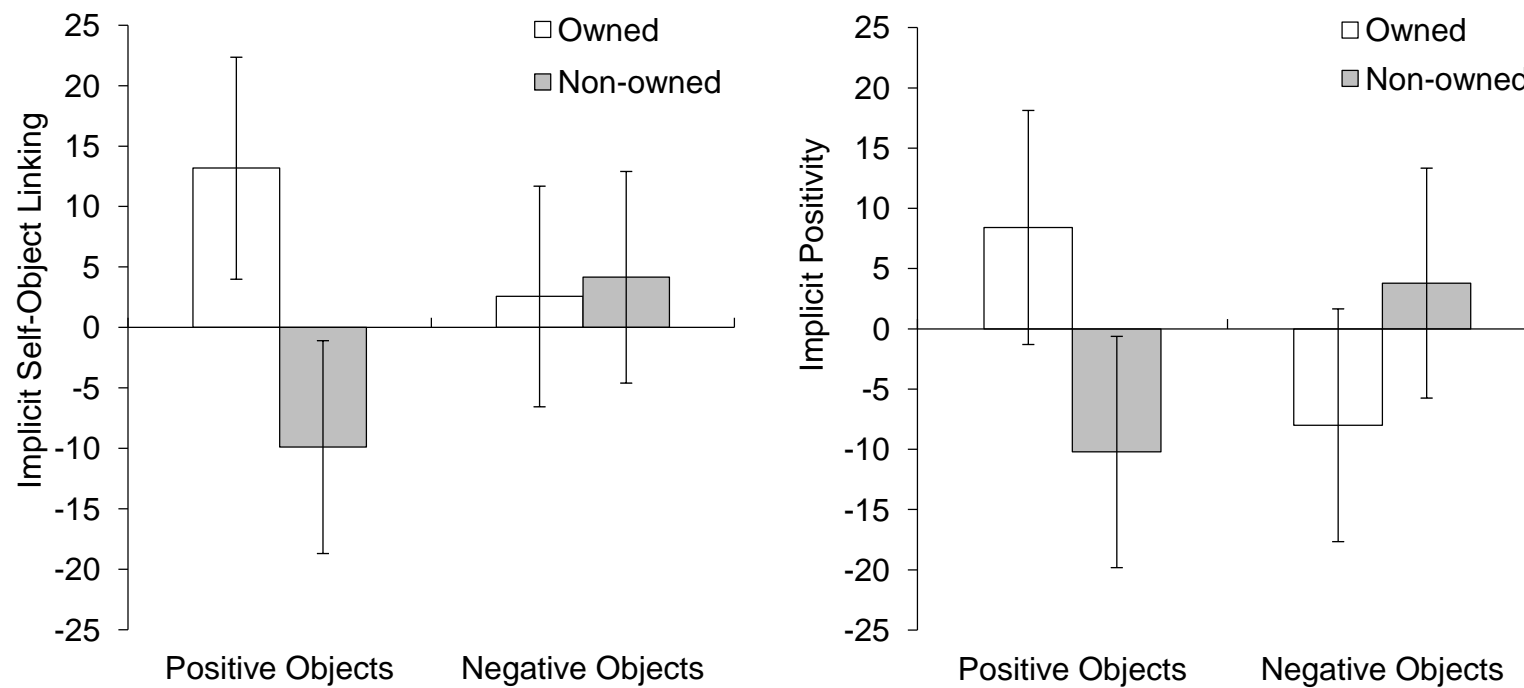 Implicit Self-Object Linking
25
20
15
10
5
0
-5
-10
-15
-20
-25
Owned
Non-owned
Positive Objects
Negative Objects
Implicit Positivity
25
20
15
10
5
0
-5
-10
-15
-20
-25
Owned
Non-owned
Positive Objects
Negative Objects